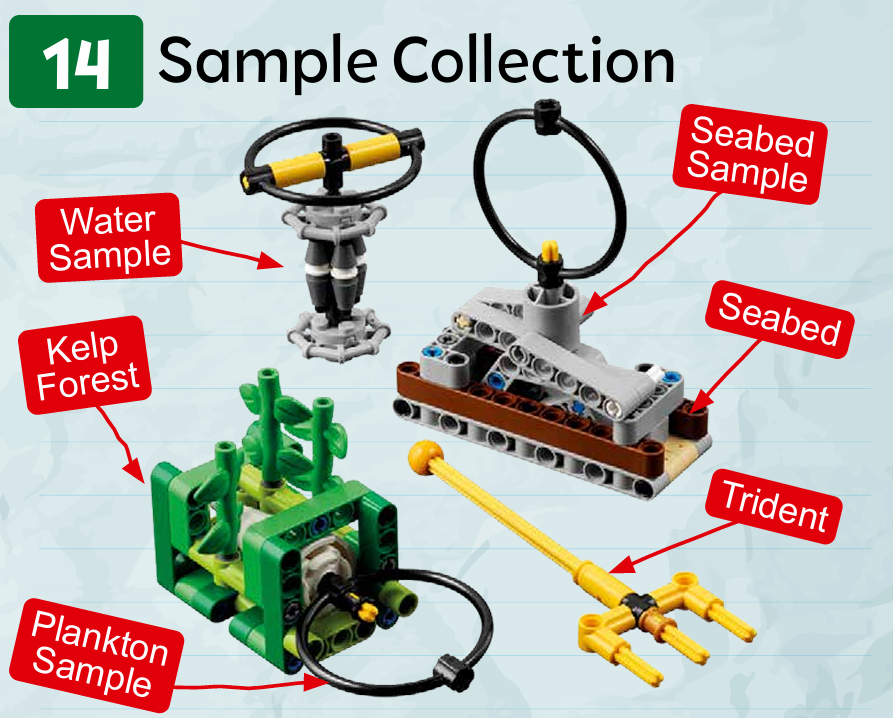 14 Sample Collection
Seabed
Sample
Water
Sample
Seabed
Kelp
Forest
Trident
Plankton
Sample